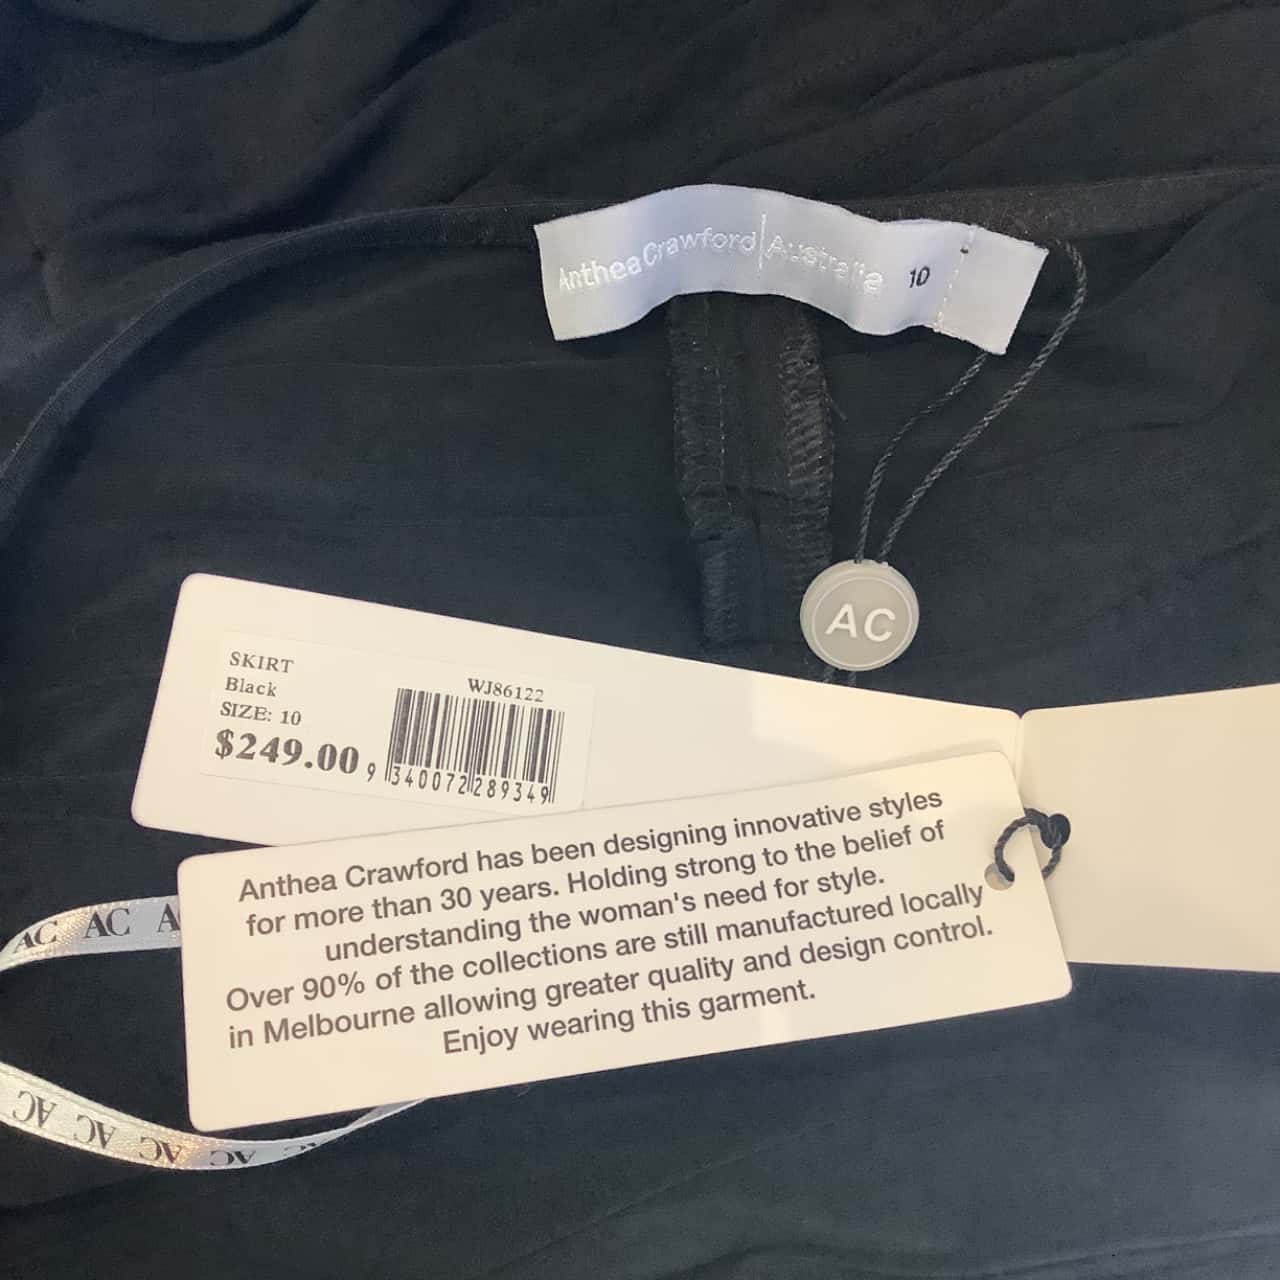 AntheaCrawford|Australia 10
AC
SKIRT
Black
SIZE: 10
$249.00
WJ86122
9 340072 289349
Anthea Crawford has been designing innovative styles
for more than 30 years. Holding strong to the belief of
understanding the woman's need for style.
Over 90% of the collections are still manufactured locally
in Melbourne allowing greater quality and design control.
Enjoy wearing this garment.
AC AC A
AC AC AC AC